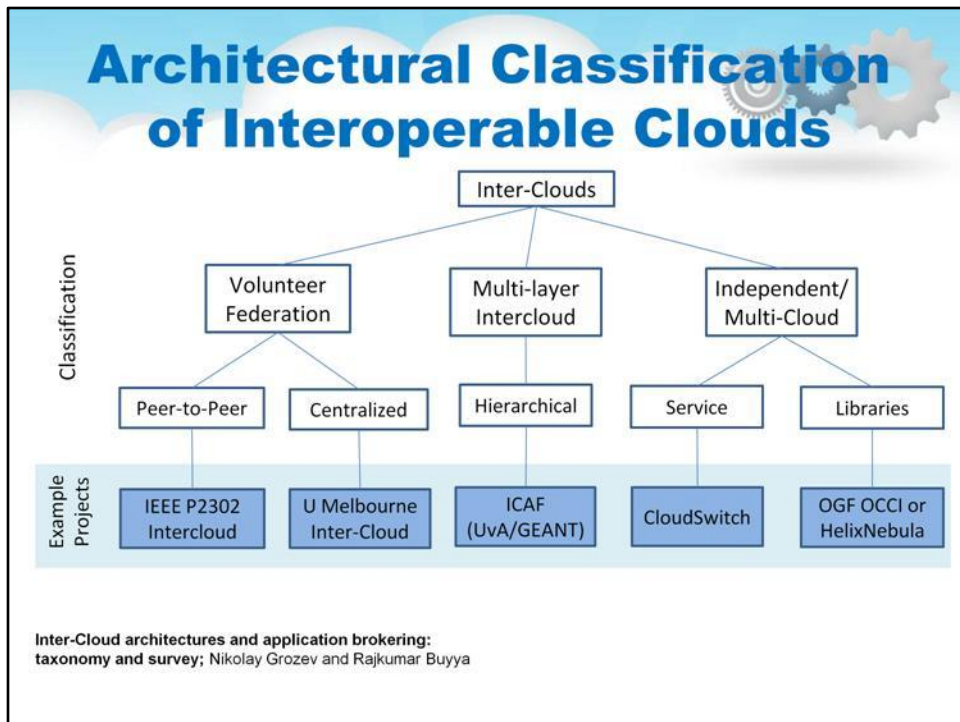 Architectural Classification
of Interoperable Clouds
Inter-Clouds
Classification
Volunteer
Federation
Multi-layer
Intercloud
Independent/
Multi-Cloud
Peer-to-Peer
Centralized
Hierarchical
Service
Libraries
Example
Projects
IEEE P2302
Intercloud
U Melbourne
Inter-Cloud
ICAF
(UvA/GEANT)
CloudSwitch
OGF OCCI or
HelixNebula
Inter-Cloud architectures and application brokering:
taxonomy and survey; Nikolay Grozev and Rajkumar Buyya